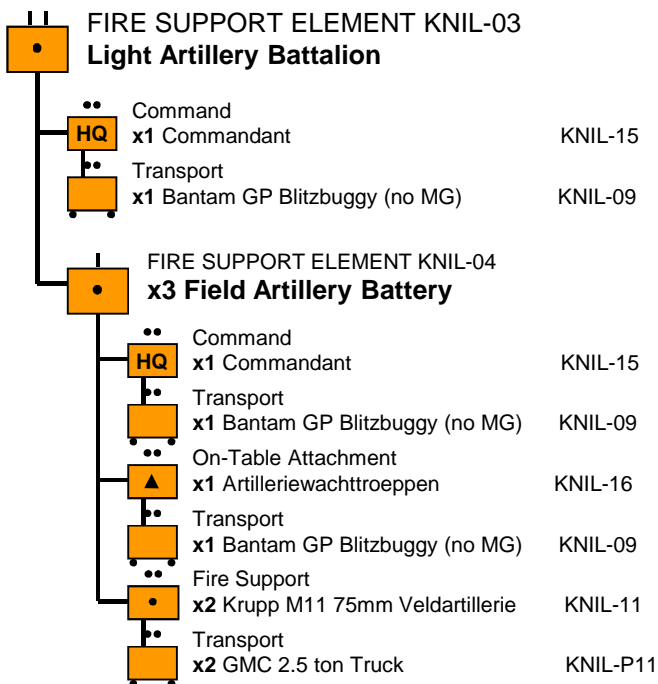 FIRE SUPPORT ELEMENT KNIL-03
Light Artillery Battalion
Command
HQ x1 Commandant KNIL-15
Transport
x1 Bantam GP Blitzbuggy (no MG) KNIL-09
FIRE SUPPORT ELEMENT KNIL-04
x3 Field Artillery Battery
Command
HQ x1 Commandant KNIL-15
Transport
x1 Bantam GP Blitzbuggy (no MG) KNIL-09
On-Table Attachment
x1 Artilleriewachttroeppen KNIL-16
Transport
x1 Bantam GP Blitzbuggy (no MG) KNIL-09
Fire Support
x2 Krupp M11 75mm Veldartillerie KNIL-11
Transport
x2 GMC 2.5 ton Truck KNIL-P11